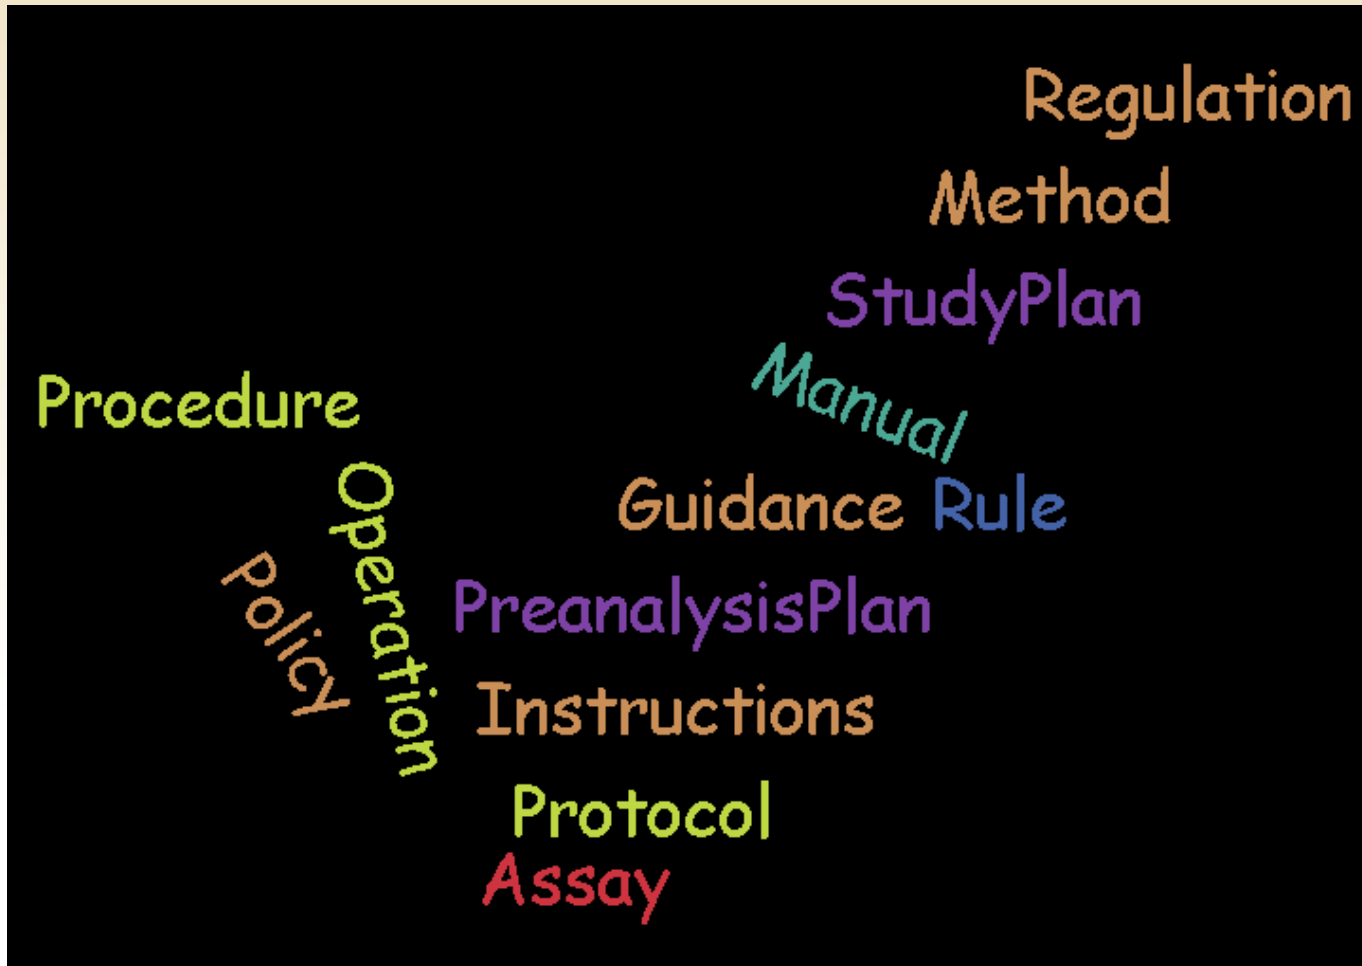 Regulation
Method
StudyPlan
Manual
Procedure
Operation
Guidance Rule
Policy
PreanalysisPlan
Instructions
Protocol
Assay